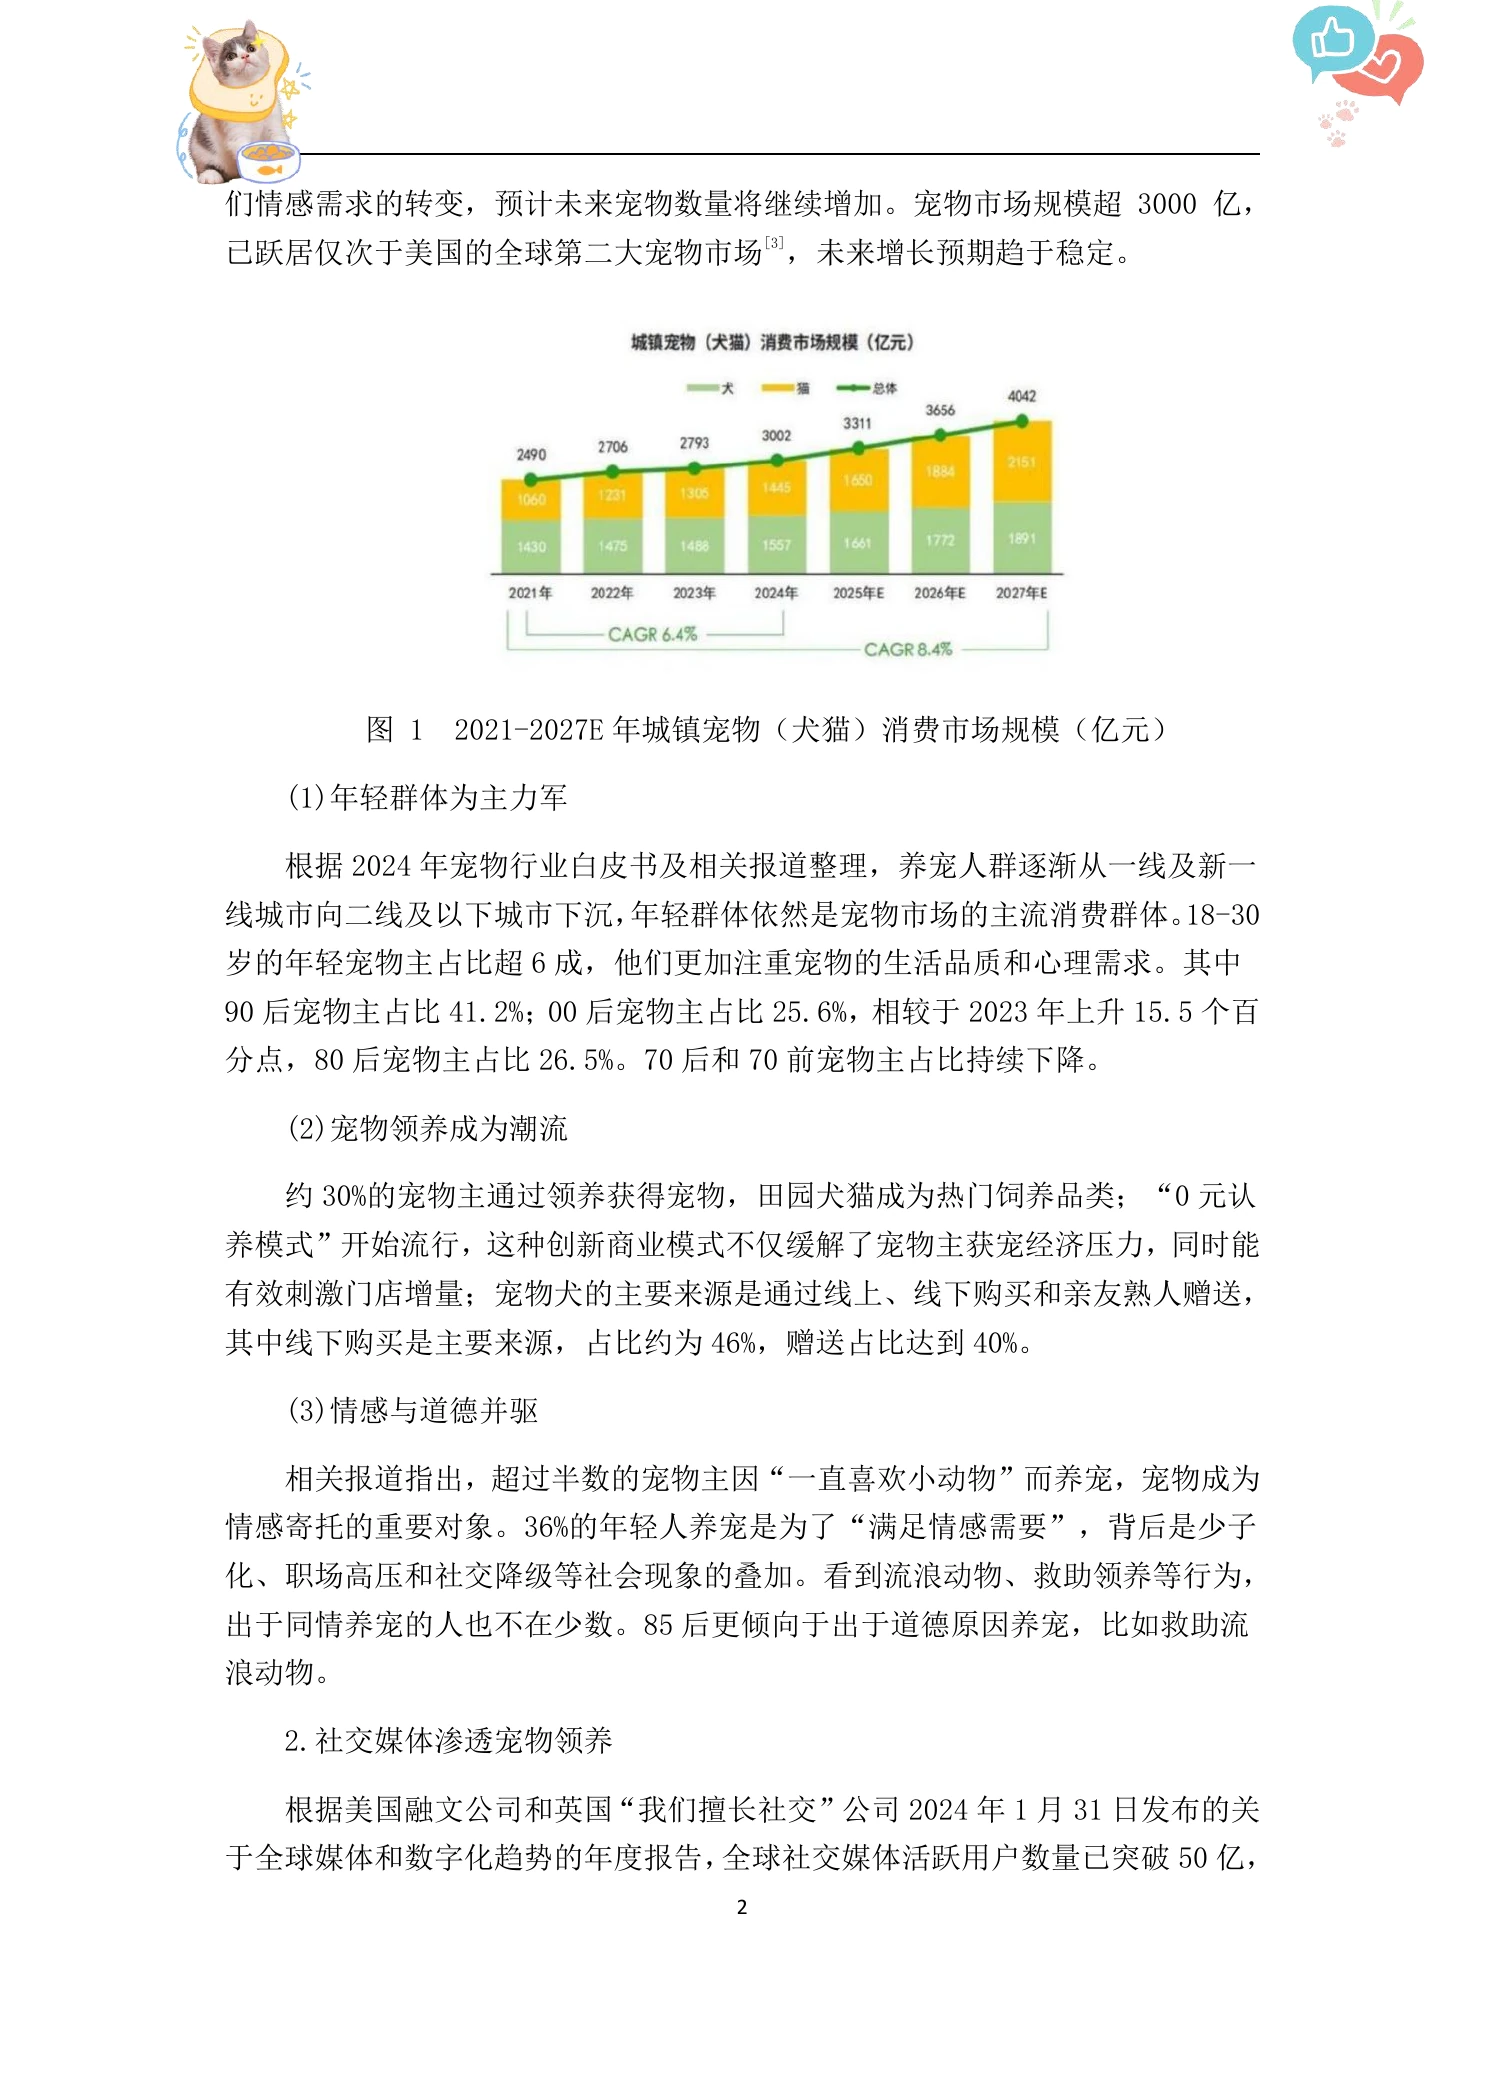 们情感需求的转变，预计未来宠物数量将继续增加。宠物市场规模超 3000 亿，
已跃居仅次于美国的全球第二大宠物市场[3]，未来增长预期趋于稳定。
城镇宠物（犬猫）消费市场规模（亿元）
犬 猫 总体
2490 2706 2793 3002 3311 3656 4042
1060 1231 1305 1445 1650 1884 2151
1430 1475 1488 1557 1661 1772 1891
2021年 2022年 2023年 2024年 2025年E 2026年E 2027年E
CAGR 6.4%
CAGR 8.4%
图 1 2021-2027E 年城镇宠物（犬猫）消费市场规模（亿元）
(1)年轻群体为主力军
根据 2024 年宠物行业白皮书及相关报道整理，养宠人群逐渐从一线及新一
线城市向二线及以下城市下沉，年轻群体依然是宠物市场的主流消费群体。18-30
岁的年轻宠物主占比超 6 成，他们更加注重宠物的生活品质和心理需求。其中
90 后宠物主占比 41.2%；00 后宠物主占比 25.6%，相较于 2023 年上升 15.5 个百
分点，80 后宠物主占比 26.5%。70 后和 70 前宠物主占比持续下降。
(2)宠物领养成为潮流
约 30%的宠物主通过领养获得宠物，田园犬猫成为热门饲养品类；“0 元认
养模式”开始流行，这种创新商业模式不仅缓解了宠物主获宠经济压力，同时能
有效刺激门店增量；宠物犬的主要来源是通过线上、线下购买和亲友熟人赠送，
其中线下购买是主要来源，占比约为 46%，赠送占比达到 40%。
(3)情感与道德并驱
相关报道指出，超过半数的宠物主因“一直喜欢小动物”而养宠，宠物成为
情感寄托的重要对象。36%的年轻人养宠是为了“满足情感需要”，背后是少子
化、职场高压和社交降级等社会现象的叠加。看到流浪动物、救助领养等行为，
出于同情养宠的人也不在少数。85 后更倾向于出于道德原因养宠，比如救助流
浪动物。
2.社交媒体渗透宠物领养
根据美国融文公司和英国“我们擅长社交”公司 2024 年 1 月 31 日发布的关
于全球媒体和数字化趋势的年度报告，全球社交媒体活跃用户数量已突破 50 亿，
2